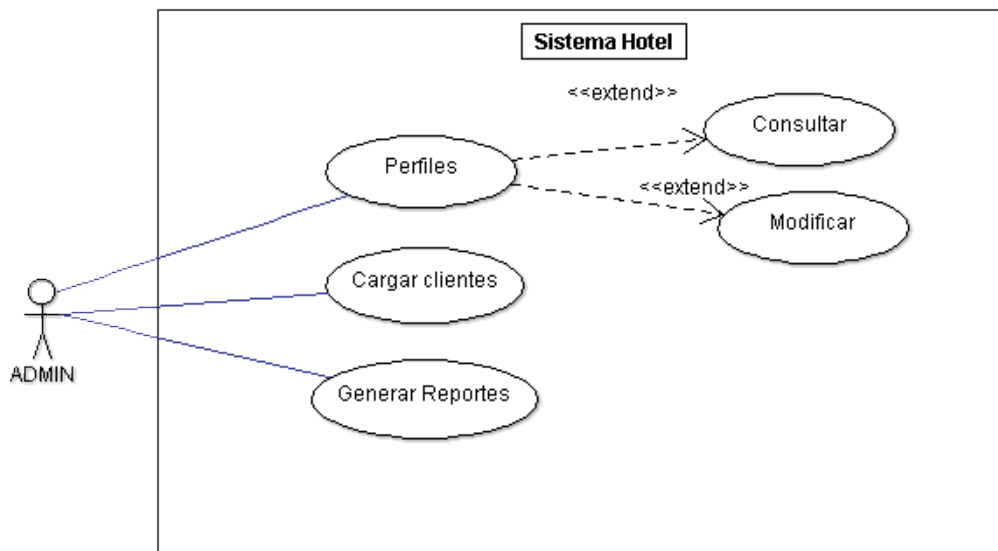 Sistema Hotel
<<extend>>
Consultar
Perfiles
<<extend>>
Modificar
Cargar clientes
ADMIN
Generar Reportes